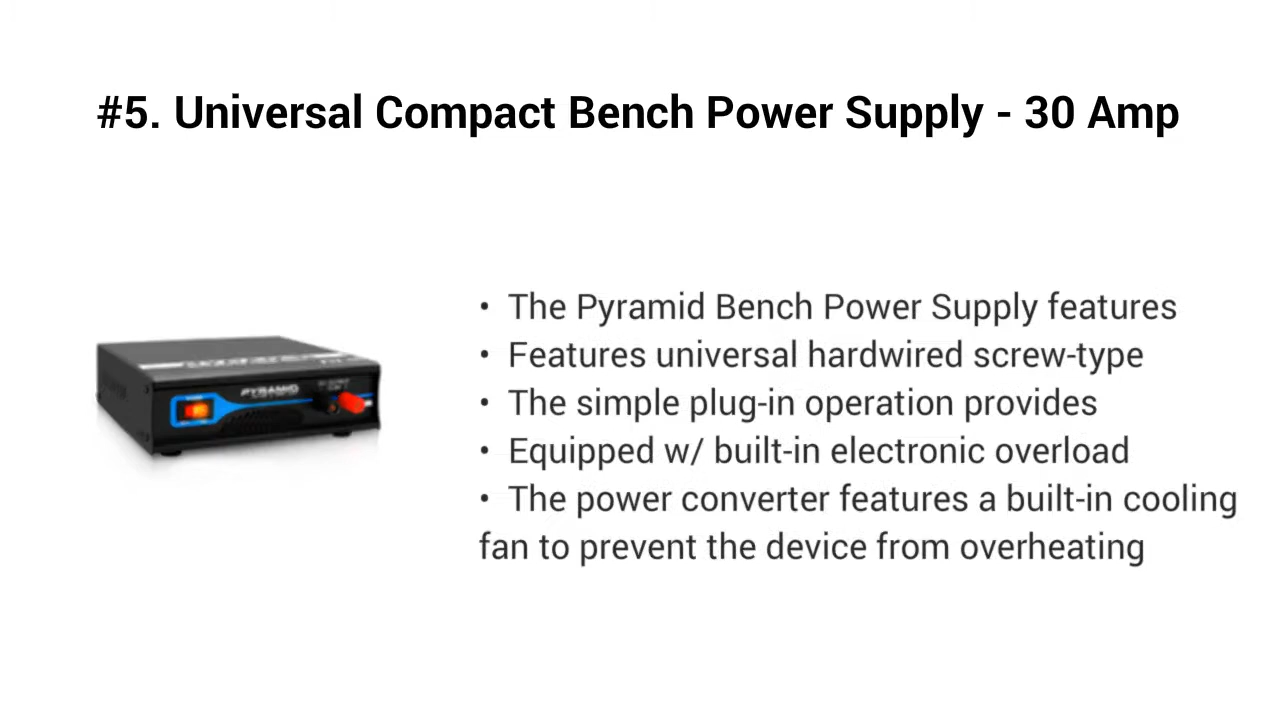 #5. Universal Compact Bench Power Supply - 30 Amp
• The Pyramid Bench Power Supply features
• Features universal hardwired screw-type
• The simple plug-in operation provides
• Equipped w/ built-in electronic overload
• The power converter features a built-in cooling
fan to prevent the device from overheating
PYRAMID